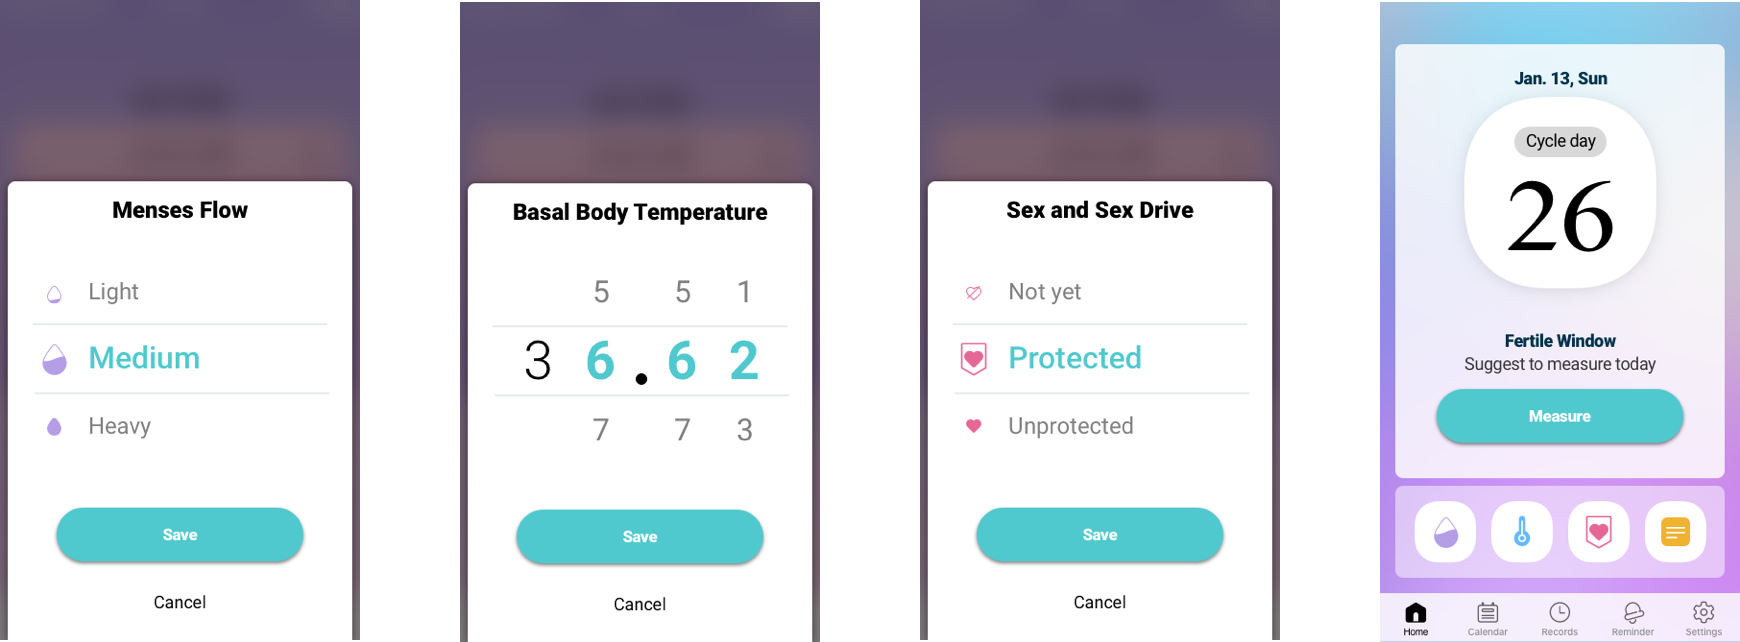 Menses Flow
Light
Medium
Heavy
Save
Cancel
Basal Body Temperature
5 5 1
3 6 . 6 2
7 7 3
Save
Cancel
Sex and Sex Drive
Not yet
Protected
Unprotected
Save
Cancel
Jan. 13, Sun
Cycle day
26
Fertile Window
Suggest to measure today
Measure
Home Calendar Records Reminder Settings